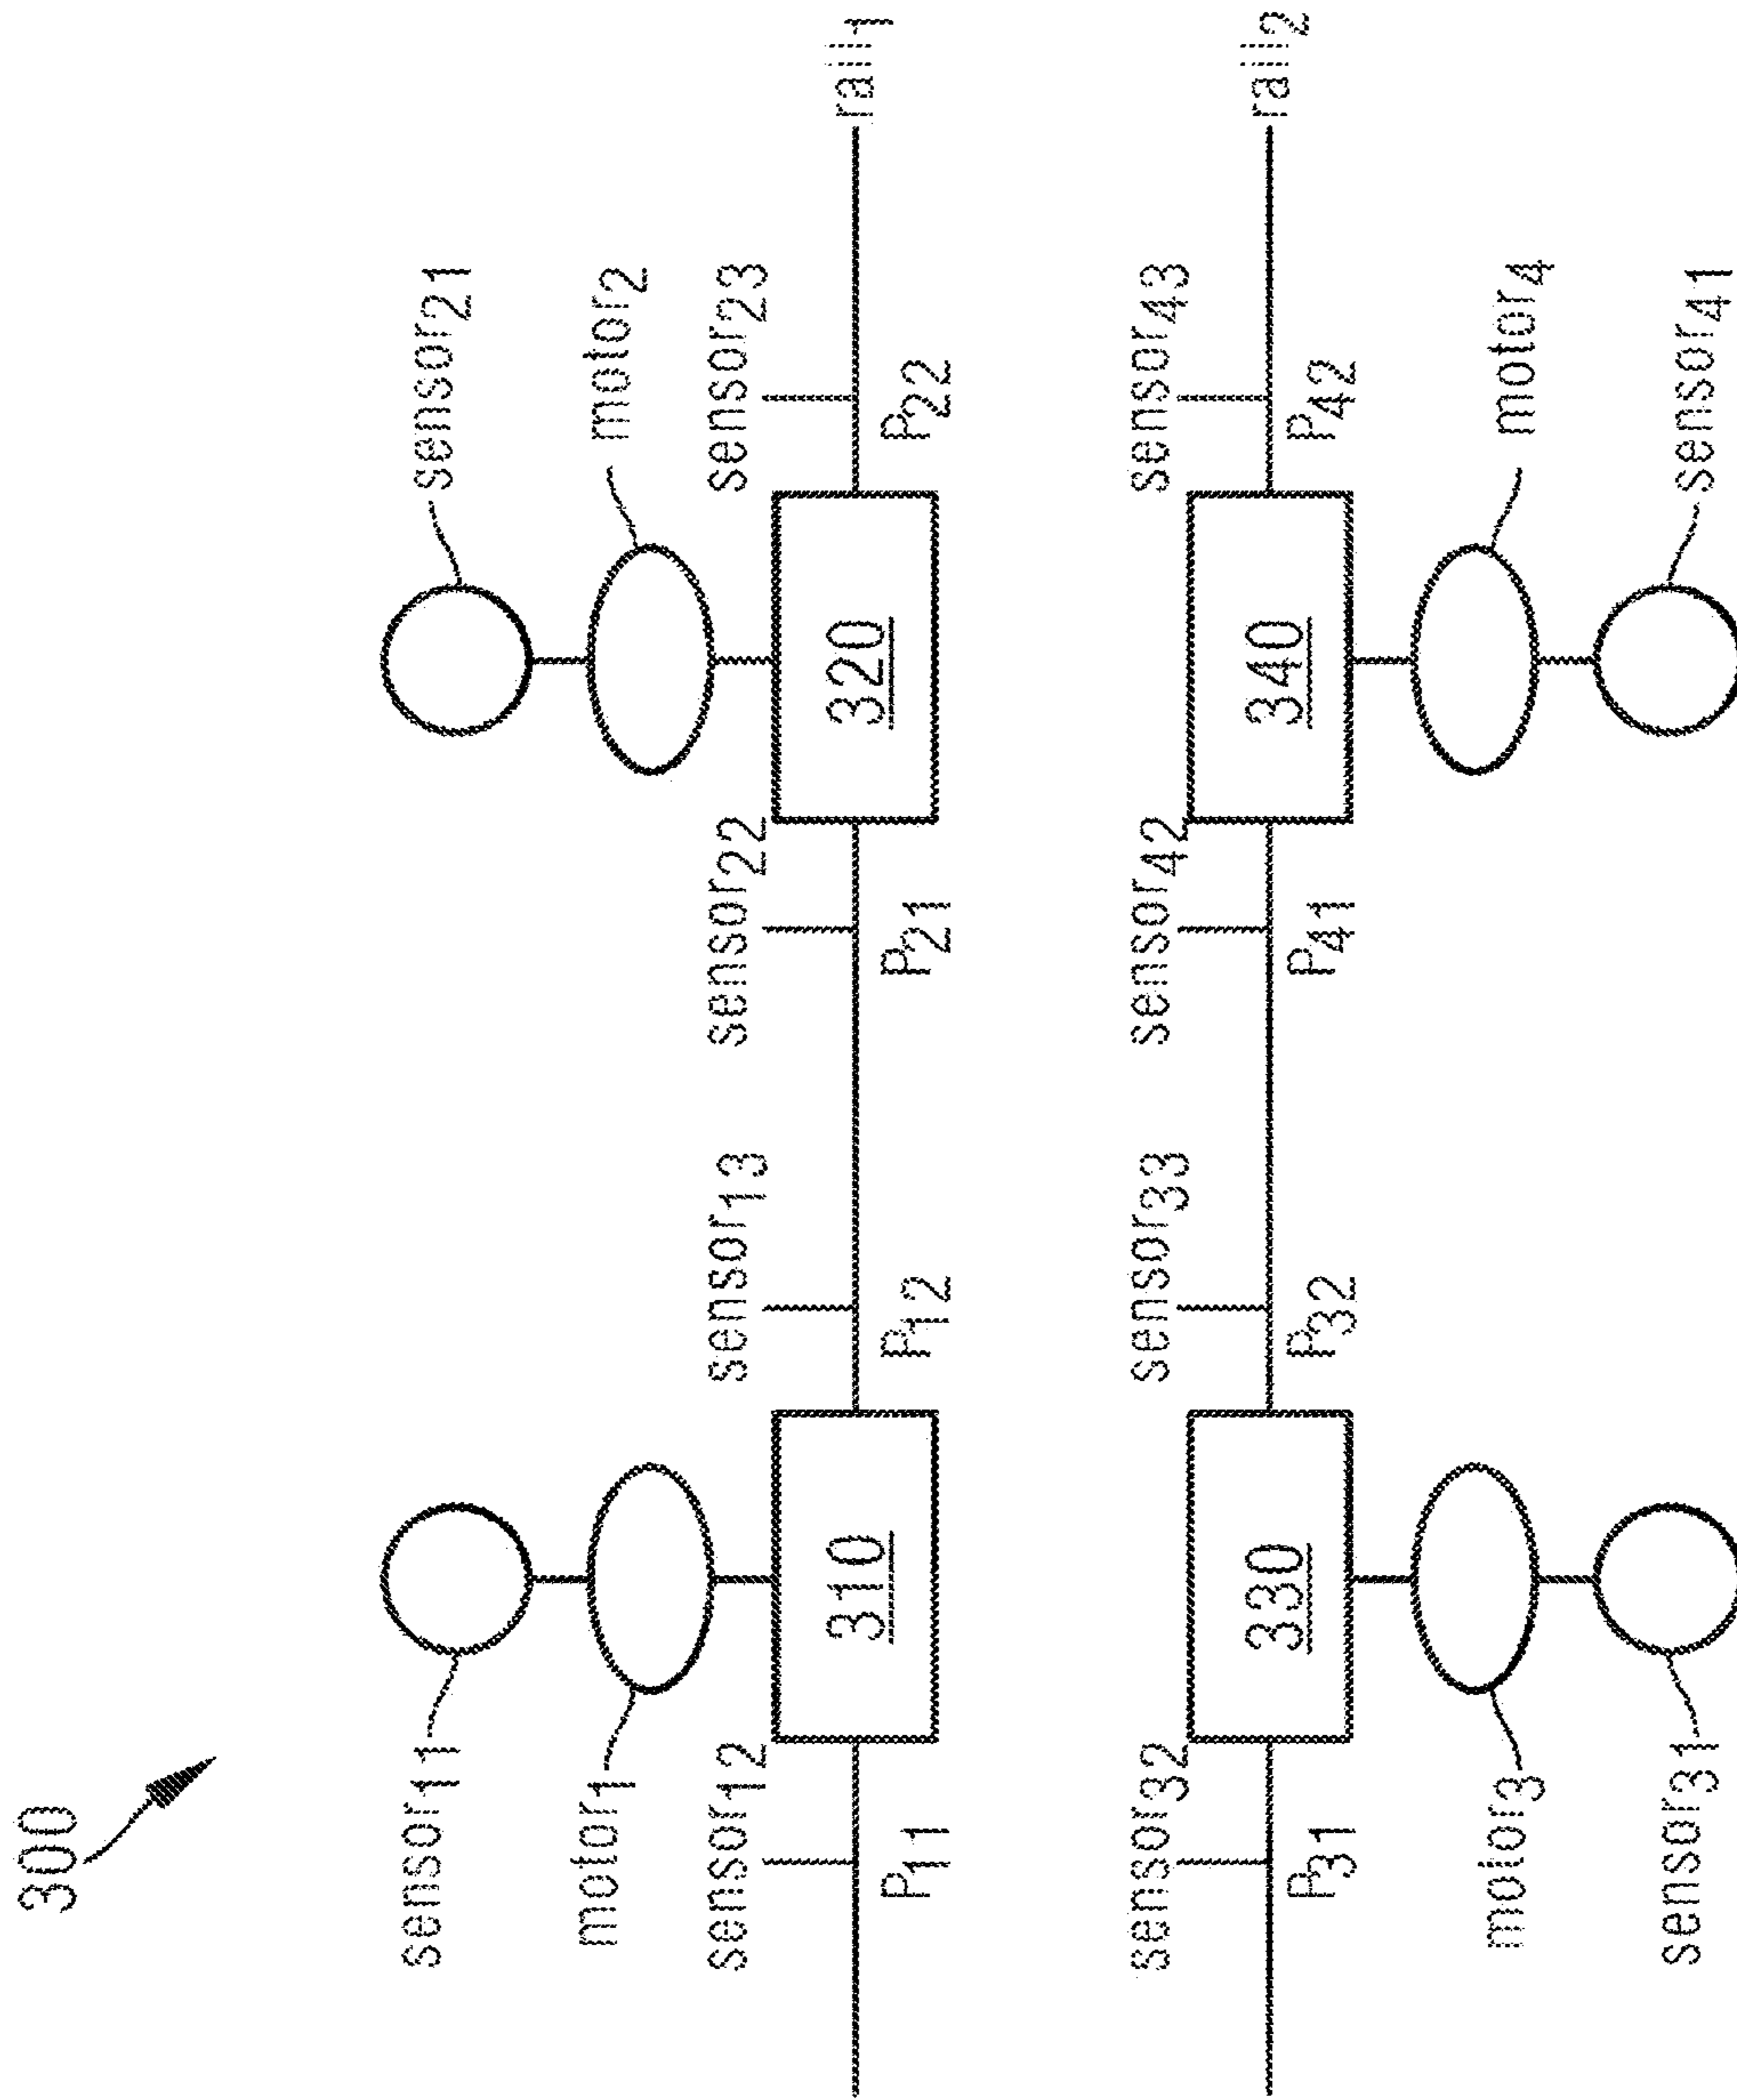 300
sensor11
sensor21
motor1
motor2
sensor12
sensor13
sensor22
sensor23
310
320
rail1
P11
P12
P21
P22
sensor32
sensor33
sensor42
sensor43
330
340
rail2
P31
P32
P41
P42
motor3
motor4
sensor31
sensor41